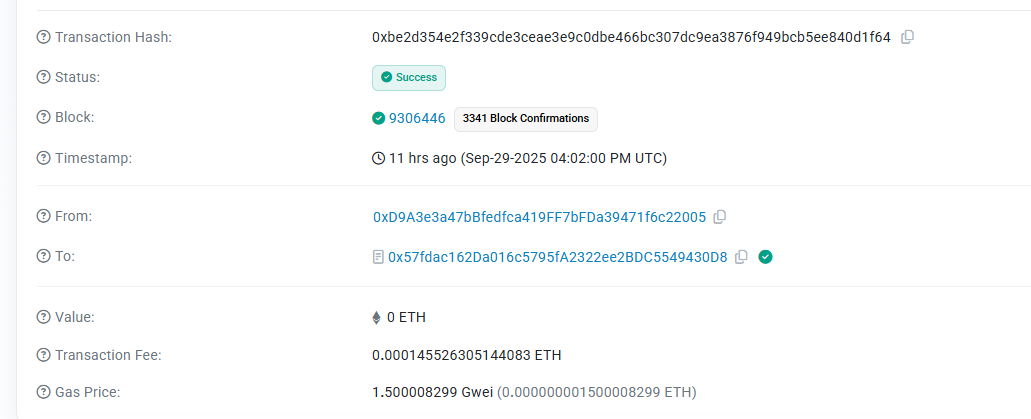 Transaction Hash: 0xbe2d354e2f339cde3ceae3e9c0dbe466bc307dc9ea3876f949bcb5ee840d1f64
Status: Success
Block: 9306446 3341 Block Confirmations
Timestamp: 11 hrs ago (Sep-29-2025 04:02:00 PM UTC)
From: 0xD9A3e3a47bBfedfca419FF7bFDa39471f6c22005
To: 0x57fdac162Da016c5795fA2322ee2BDC5549430D8
Value: 0 ETH
Transaction Fee: 0.000145526305144083 ETH
Gas Price: 1.500008299 Gwei (0.000000001500008299 ETH)